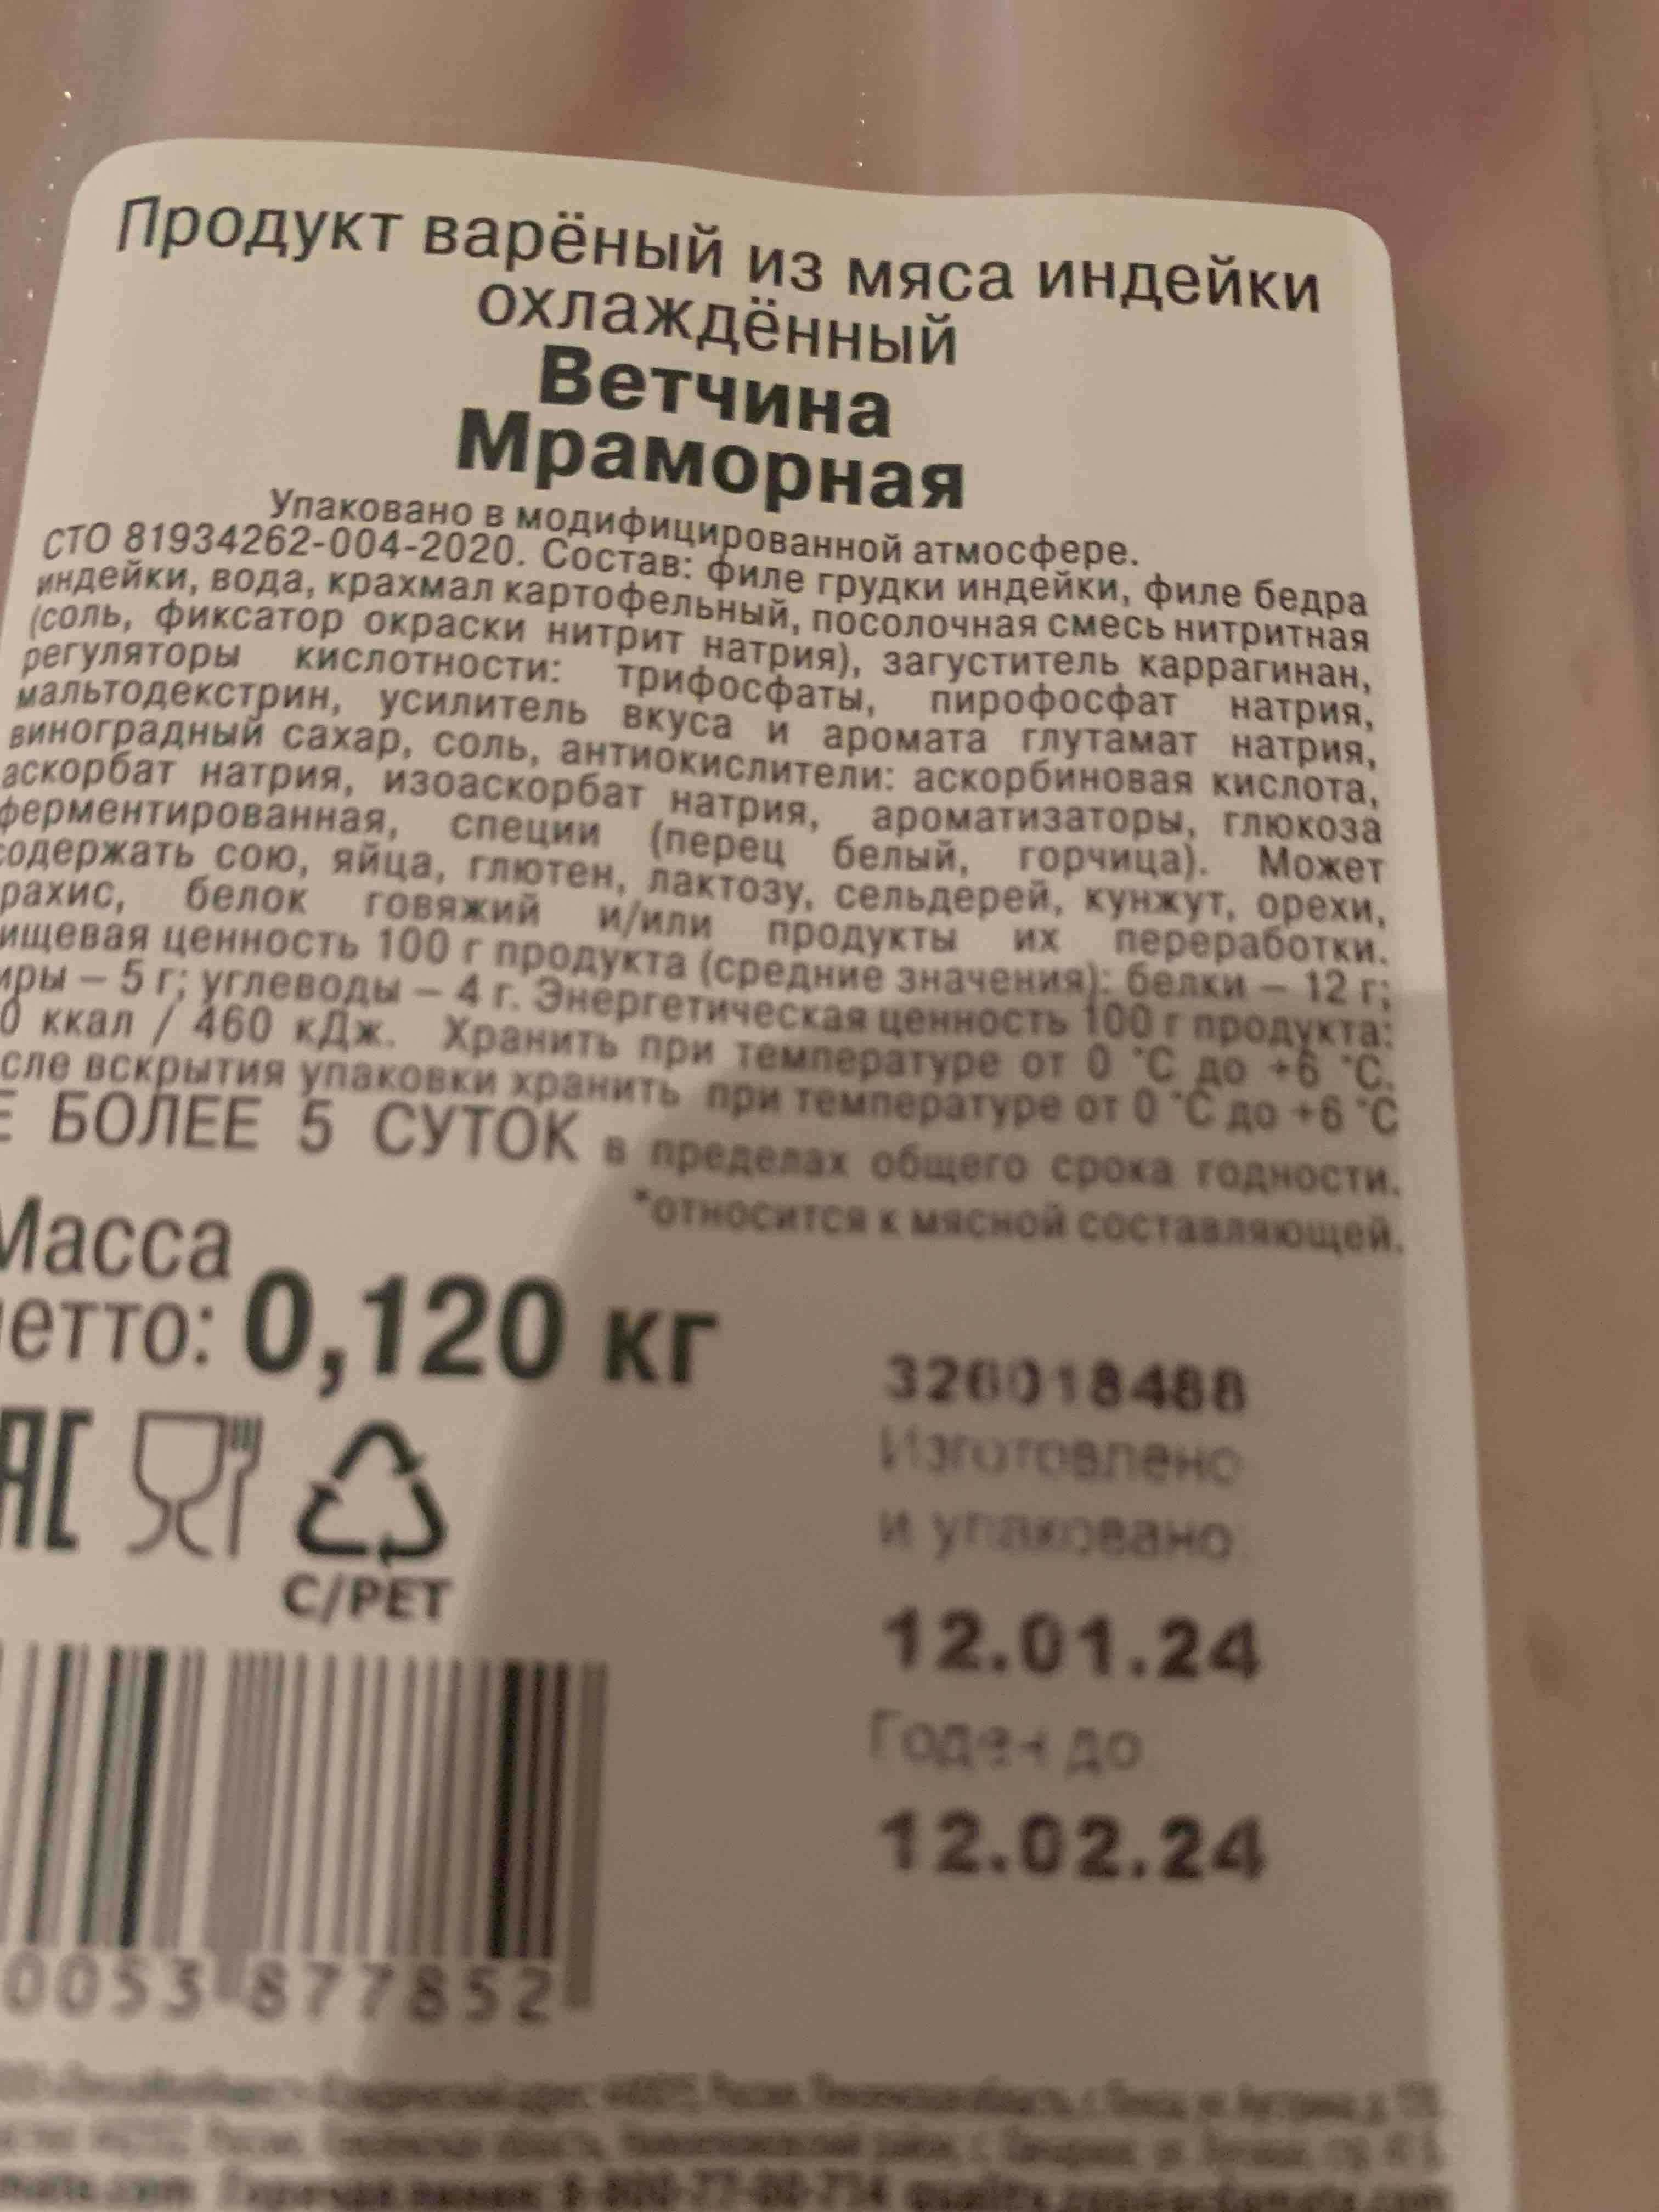 Продукт варёный из мяса индейки
охлаждённый
Ветчина
Мраморная
Упаковано в модифицированной атмосфере.
СТО 81934262-004-2020. Состав: филе грудки индейки, филе бедра
индейки, вода, крахмал картофельный, посолочная смесь нитритная
(соль, фиксатор окраски нитрит натрия), загуститель каррагинан,
регуляторы кислотности: трифосфаты, пирофосфат натрия,
мальтодекстрин, усилитель вкуса и аромата глутамат натрия,
виноградный сахар, соль, антиокислители: аскорбиновая кислота,
аскорбат натрия, изоаскорбат натрия, ароматизаторы, глюкоза
ферментированная, специи (перец белый, горчица). Может
содержать сою, яйца, глютен, лактозу, сельдерей, кунжут, орехи,
рахис, белок говяжий и/или продукты их переработки.
ищевая ценность 100 г продукта (средние значения): белки – 12 г;
иры – 5 г; углеводы – 4 г. Энергетическая ценность 100 г продукта:
0 ккал / 460 кДж. Хранить при температуре от 0 °C до +6 °C.
сле вскрытия упаковки хранить при температуре от 0 °C до +6 °C
Е БОЛЕЕ 5 СУТОК в пределах общего срока годности.
*относится к мясной составляющей.
Масса
нетто: 0,120 кг
326018488
Изготовлено
и упаковано:
12.01.24
Годен до
12.02.24
EAC
C/PET
0053 877852